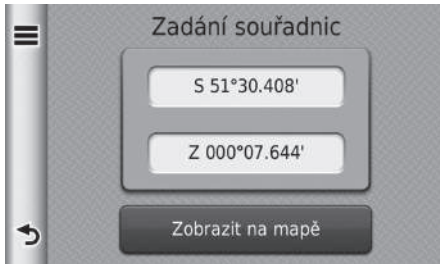 Zadání souřadnic
S 51°30.408'
Z 000°07.644'
Zobrazit na mapě